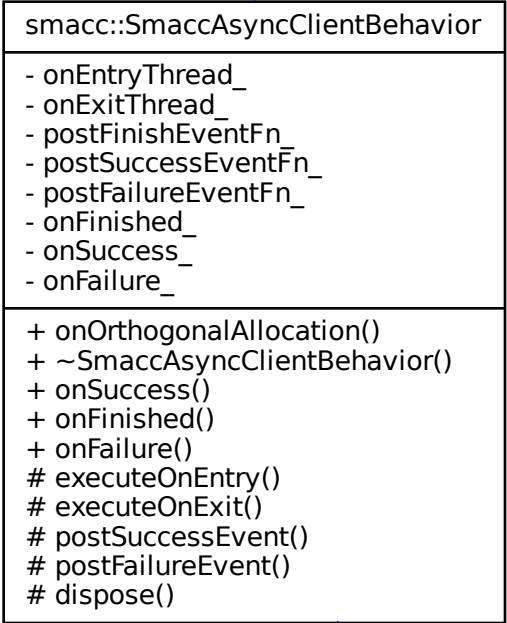 smacc::SmaccAsyncClientBehavior
- onEntryThread_
- onExitThread_
- postFinishEventFn_
- postSuccessEventFn_
- postFailureEventFn_
- onFinished_
- onSuccess_
- onFailure_
+ onOrthogonalAllocation()
+ ~SmaccAsyncClientBehavior()
+ onSuccess()
+ onFinished()
+ onFailure()
# executeOnEntry()
# executeOnExit()
# postSuccessEvent()
# postFailureEvent()
# dispose()